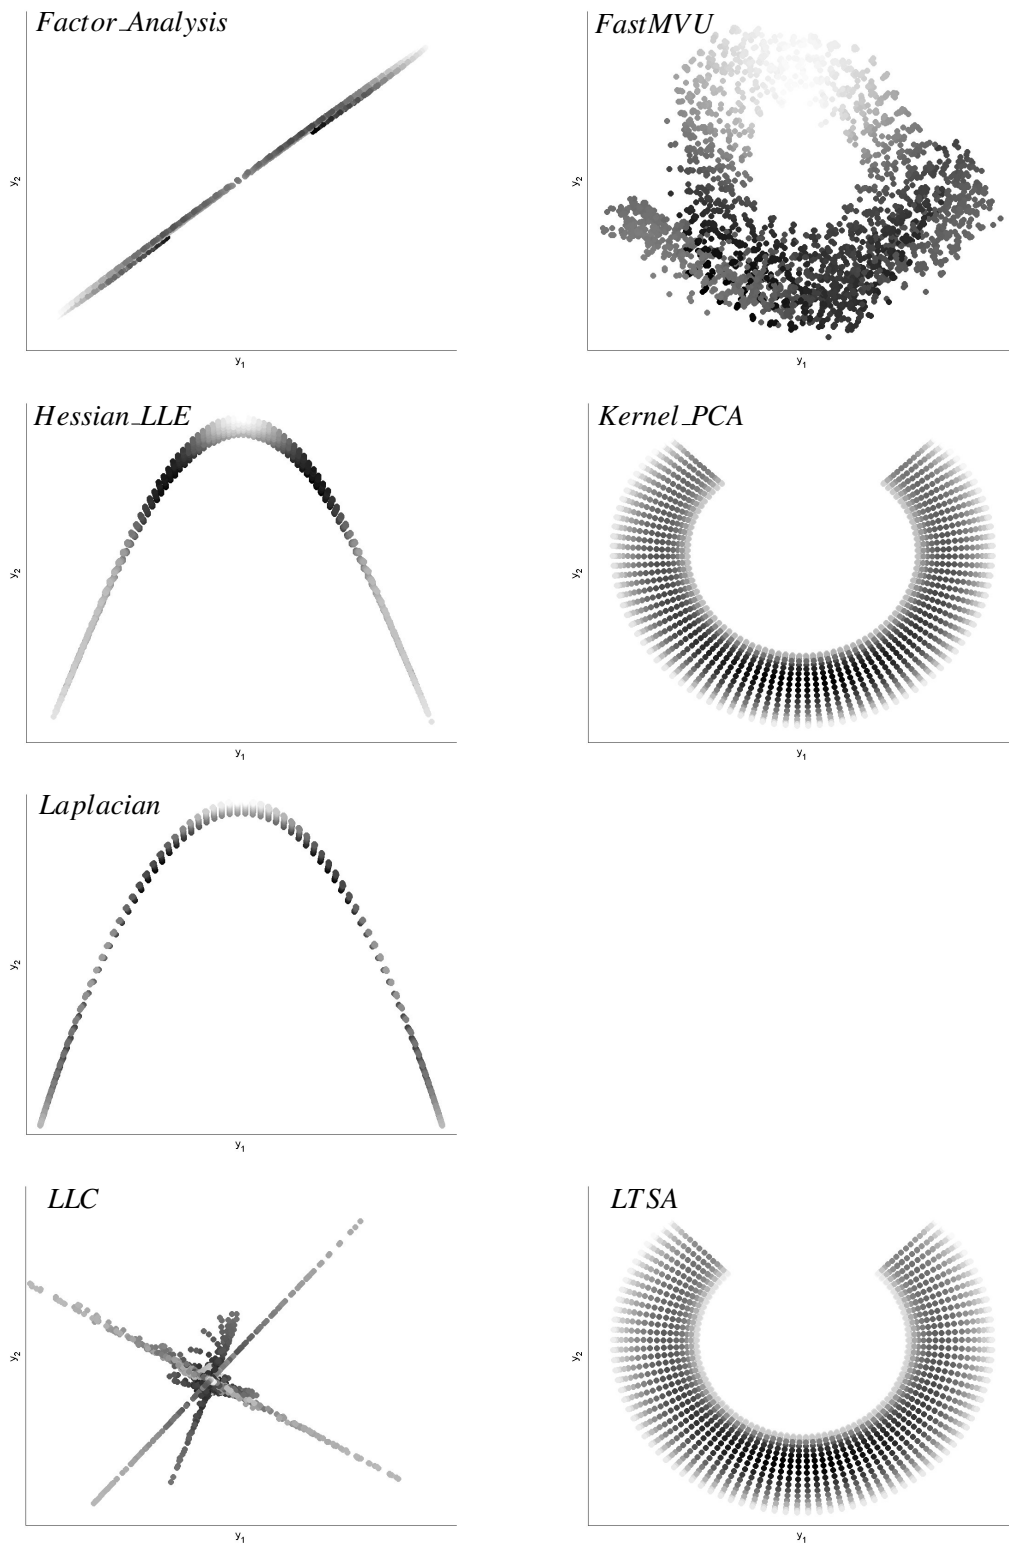 Factor_Analysis
FastMVU
y2
y1
y2
y1
Hessian_LLE
Kernel_PCA
y2
y1
y2
y1
Laplacian
y2
y1
LLC
LTSA
y2
y1
y2
y1